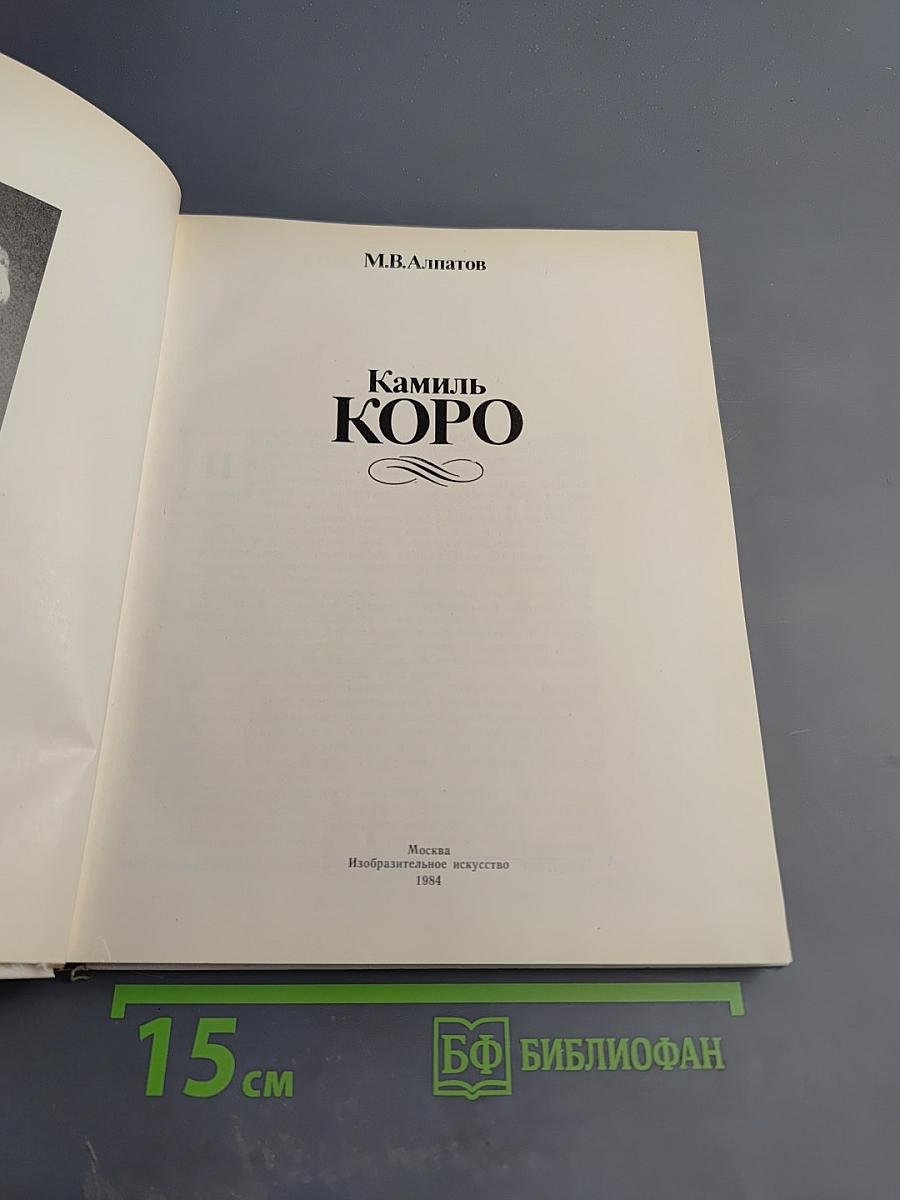 М.В.Алпатов
Камиль
КОРО
Москва
Изобразительное искусство
1984
15 см
БФ БИБЛИОФАН